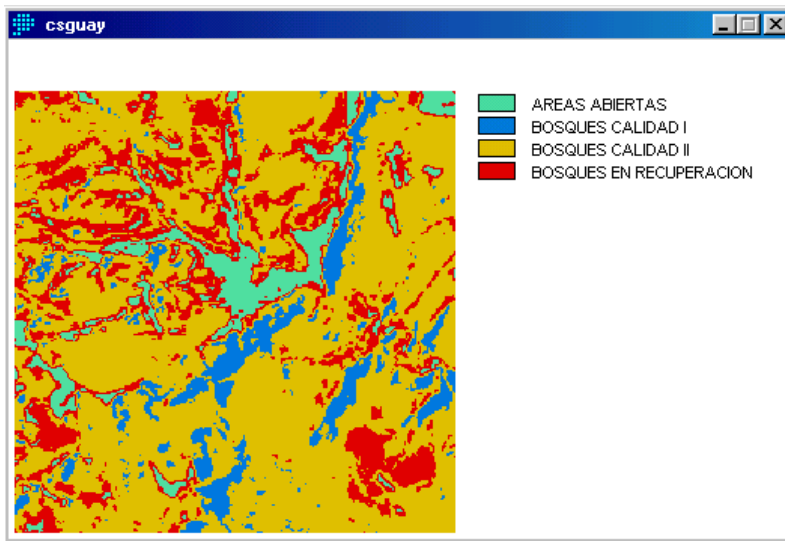 csguay
AREAS ABIERTAS
BOSQUES CALIDAD I
BOSQUES CALIDAD II
BOSQUES EN RECUPERACION